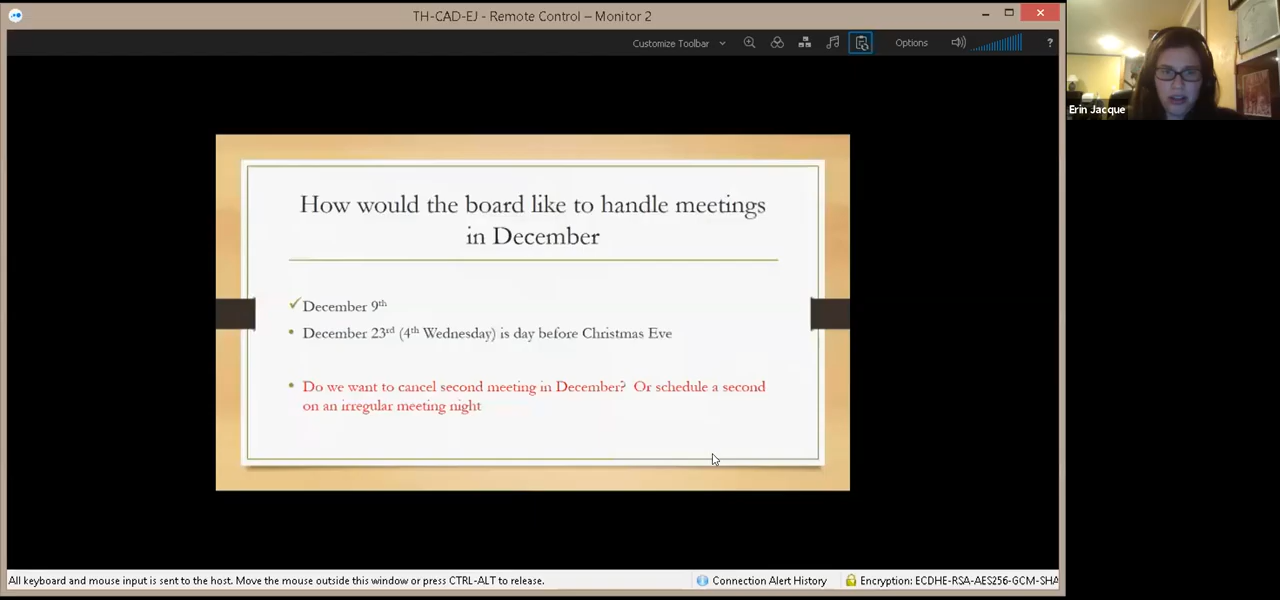 TH-CAD-EJ - Remote Control – Monitor 2
Customize Toolbar
Options
?
Erin Jacque
How would the board like to handle meetings
in December
December 9th
December 23rd (4th Wednesday) is day before Christmas Eve
Do we want to cancel second meeting in December? Or schedule a second
on an irregular meeting night
All keyboard and mouse input is sent to the host. Move the mouse outside this window or press CTRL-ALT to release.
Connection Alert History
Encryption: ECDHE-RSA-AES256-GCM-SHA